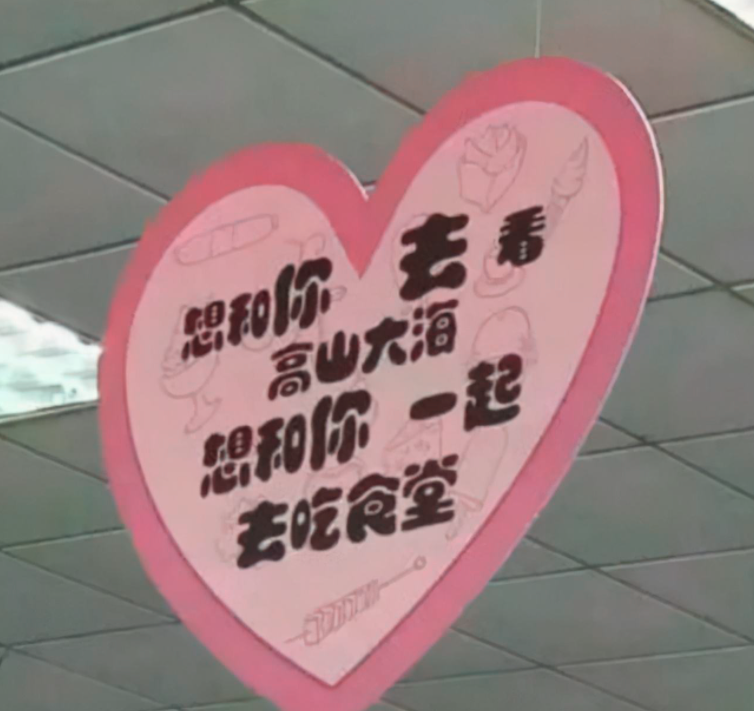 想和你 去看
高山大海
想和你 一起
去吃食堂